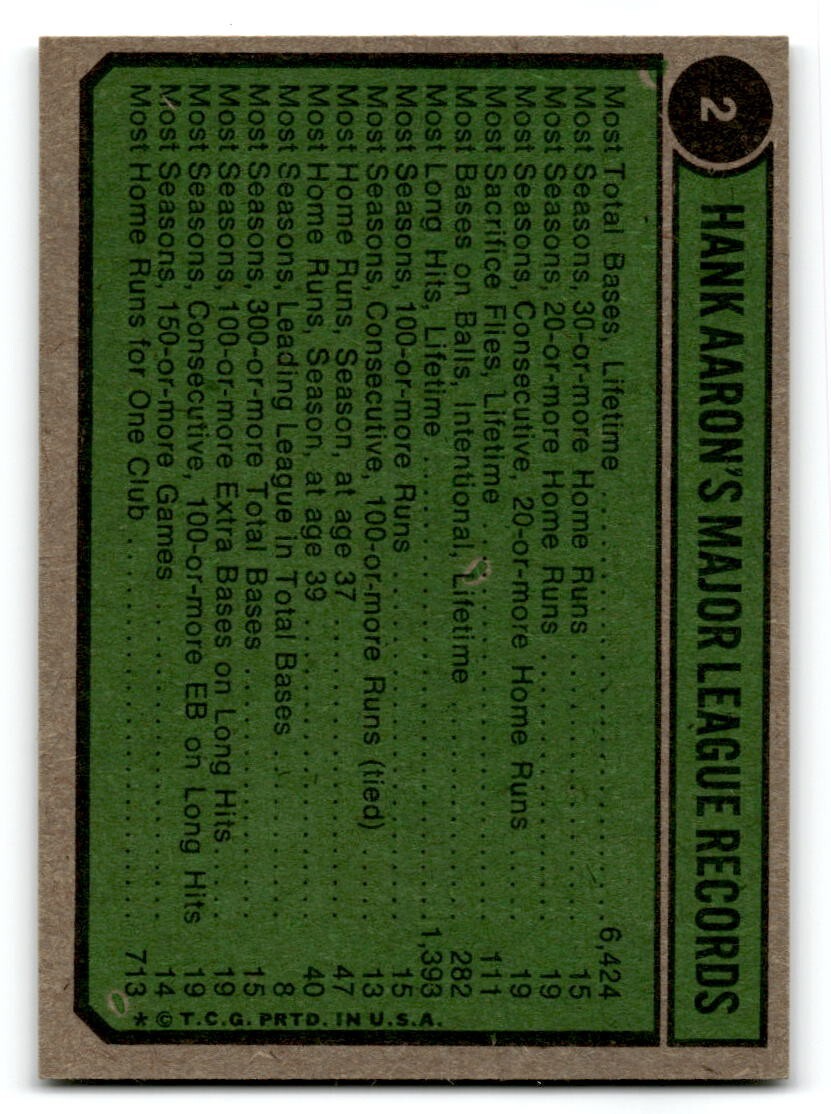 2
HANK AARON'S MAJOR LEAGUE RECORDS
Most Total Bases, Lifetime . . . . . . . . . . . . . . . . . . . . . . . . 6,424
Most Seasons, 30-or-more Home Runs . . . . . . . . . . . . . . . 15
Most Seasons, 20-or-more Home Runs . . . . . . . . . . . . . . . 19
Most Seasons, Consecutive, 20-or-more Home Runs . . . . . 19
Most Sacrifice Flies, Lifetime . . . . . . . . . . . . . . . . . . . . . . . 111
Most Bases on Balls, Intentional, Lifetime . . . . . . . . . . . . . 282
Most Long Hits, Lifetime . . . . . . . . . . . . . . . . . . . . . . . . . . 1,393
Most Seasons, 100-or-more Runs . . . . . . . . . . . . . . . . . . . . 15
Most Seasons, Consecutive, 100-or-more Runs (tied) . . . . 13
Most Home Runs, Season, at age 37 . . . . . . . . . . . . . . . . . 47
Most Home Runs, Season, at age 39 . . . . . . . . . . . . . . . . . 40
Most Seasons, Leading League in Total Bases . . . . . . . . . . 8
Most Seasons, 300-or-more Total Bases . . . . . . . . . . . . . . . 15
Most Seasons, 100-or-more Extra Bases on Long Hits . . . . 19
Most Seasons, Consecutive, 100-or-more EB on Long Hits 19
Most Seasons, 150-or-more Games . . . . . . . . . . . . . . . . . . 14
Most Home Runs for One Club . . . . . . . . . . . . . . . . . . . . . . 713
* © T.C.G. PRTD. IN U.S.A.